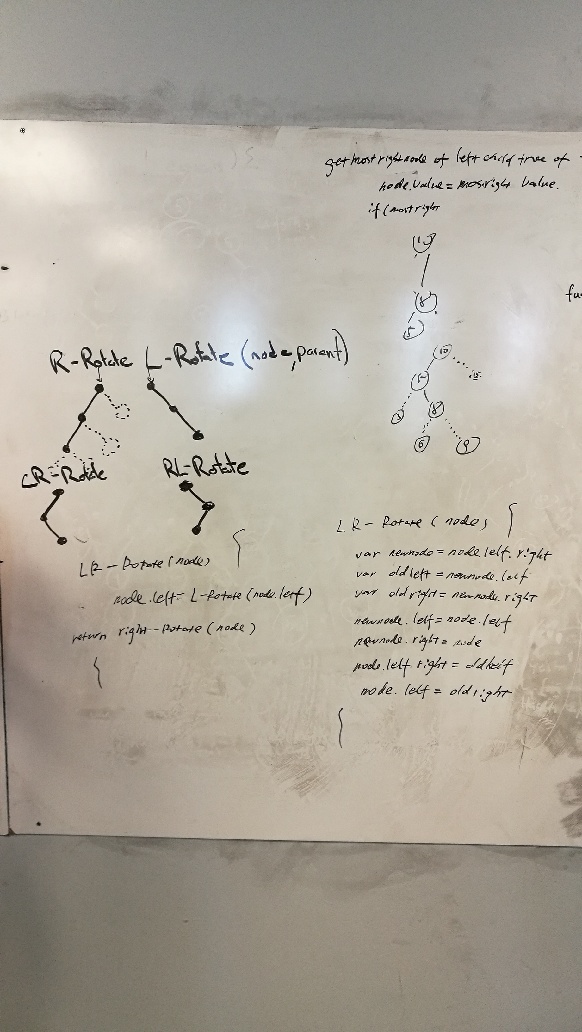 get most right node of left child tree of
node.value = mostright value.
if (mostright
10
8
5
fu
R-Rotate L-Rotate (node, parent)
10
15
5
8
6
9
LR-Rotate RL-Rotate
LR-Rotate (node) {
node.left = L-Rotate (node.left)
return right-Rotate (node)
}
LR-Rotate (node) {
var newnode = node.left.right
var oldleft = newnode.left
var oldright = newnode.right
newnode.left = node.left
newnode.right = node
node.left right = oldleft
node.left = oldright
}